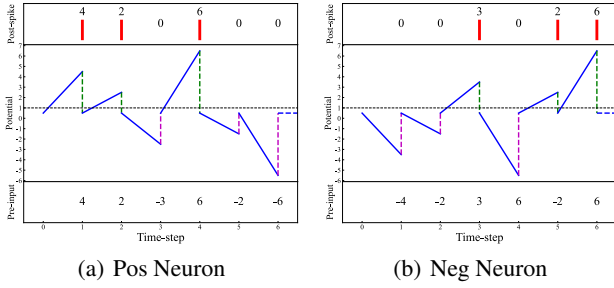 Post-spike
4 2 0 6 0 0
Potential
7
6
5
4
3
2
1
0
-1
-2
-3
-4
-5
-6
Pre-input
4 2 -3 6 -2 -6
0 1 2 3 4 5 6
Time-step
(a) Pos Neuron
Post-spike
0 0 3 0 2 6
Potential
7
6
5
4
3
2
1
0
-1
-2
-3
-4
-5
-6
Pre-input
-4 -2 3 6 -2 6
0 1 2 3 4 5 6
Time-step
(b) Neg Neuron